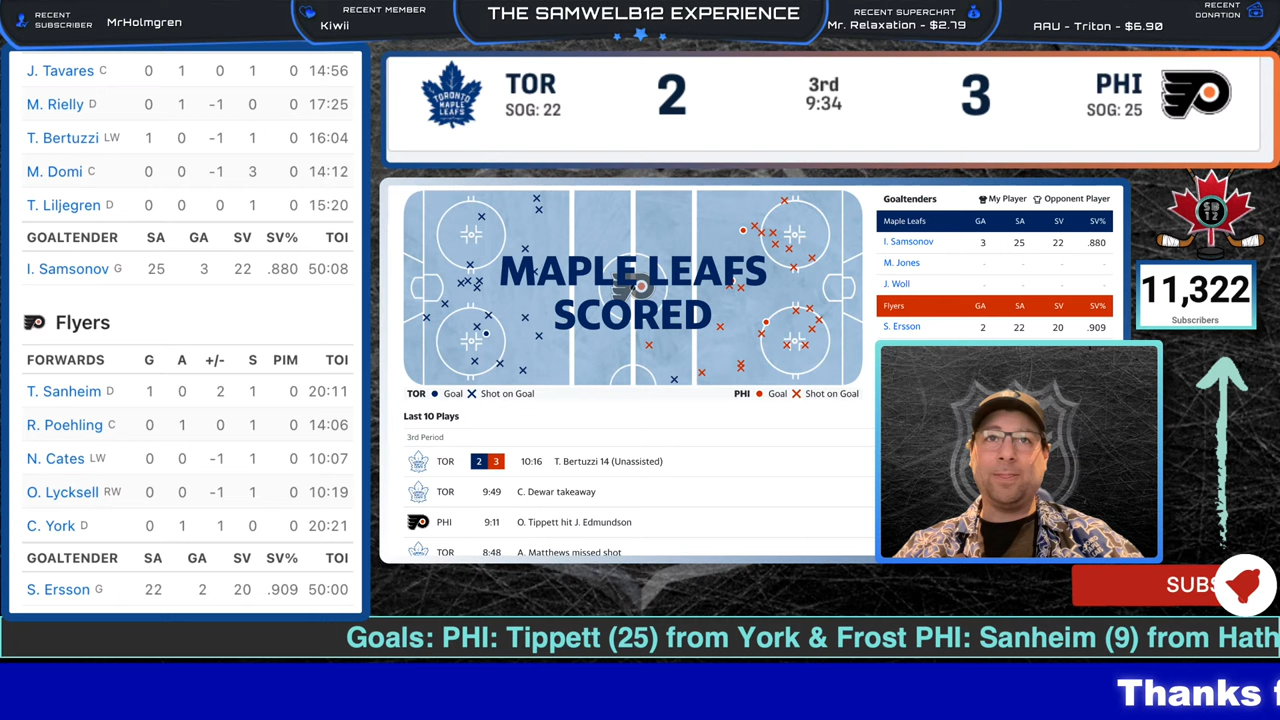 RECENT
SUBSCRIBER
MrHolmgren
RECENT MEMBER
Kiwii
THE SAMWELB12 EXPERIENCE
RECENT SUPERCHAT
Mr. Relaxation - $2.79
AAU - Triton - $6.90
RECENT
DONATION
J. Tavares C 0 1 0 1 0 14:56
M. Rielly D 0 1 -1 0 0 17:25
T. Bertuzzi LW 1 0 -1 1 0 16:04
M. Domi C 0 0 -1 3 0 14:12
T. Liljegren D 0 0 0 1 0 15:20
GOALTENDER SA GA SV SV% TOI
I. Samsonov G 25 3 22 .880 50:08
Flyers
FORWARDS G A +/- S PIM TOI
T. Sanheim D 1 0 2 1 0 20:11
R. Poehling C 0 1 0 1 0 14:06
N. Cates LW 0 0 -1 1 0 10:07
O. Lycksell RW 0 0 -1 1 0 10:19
C. York D 0 1 1 0 0 20:21
GOALTENDER SA GA SV SV% TOI
S. Ersson G 22 2 20 .909 50:00
TORONTO
MAPLE
LEAFS
TOR
SOG: 22
2
3rd
9:34
3
PHI
SOG: 25
MAPLE LEAFS
SCORED
TOR Goal Shot on Goal
PHI Goal Shot on Goal
Last 10 Plays
3rd Period
TOR 2 3 10:16 T. Bertuzzi 14 (Unassisted)
TOR 9:49 C. Dewar takeaway
PHI 9:11 O. Tippett hit J. Edmundson
TOR 8:48 A. Matthews missed shot
Goaltenders My Player Opponent Player
Maple Leafs GA SA SV SV%
I. Samsonov 3 25 22 .880
M. Jones - - - -
J. Woll - - - -
Flyers GA SA SV SV%
S. Ersson 2 22 20 .909
SB
12
11,322
Subscribers
SUBS
Goals: PHI: Tippett (25) from York & Frost PHI: Sanheim (9) from Hath
Thanks f